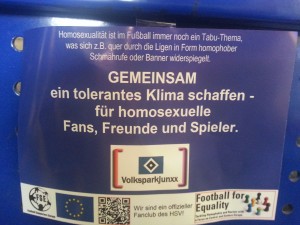 Homosexualität ist im Fußball immer noch ein Tabu-Thema,
was sich z.B. quer durch die Ligen in Form homophober
Schmährufe oder Banner widerspiegelt.
GEMEINSAM
ein tolerantes Klima schaffen -
für homosexuelle
Fans, Freunde und Spieler.
Volksparkjunxx
Wir sind ein offizieller
Fanclub des HSV!
Football for
Equality